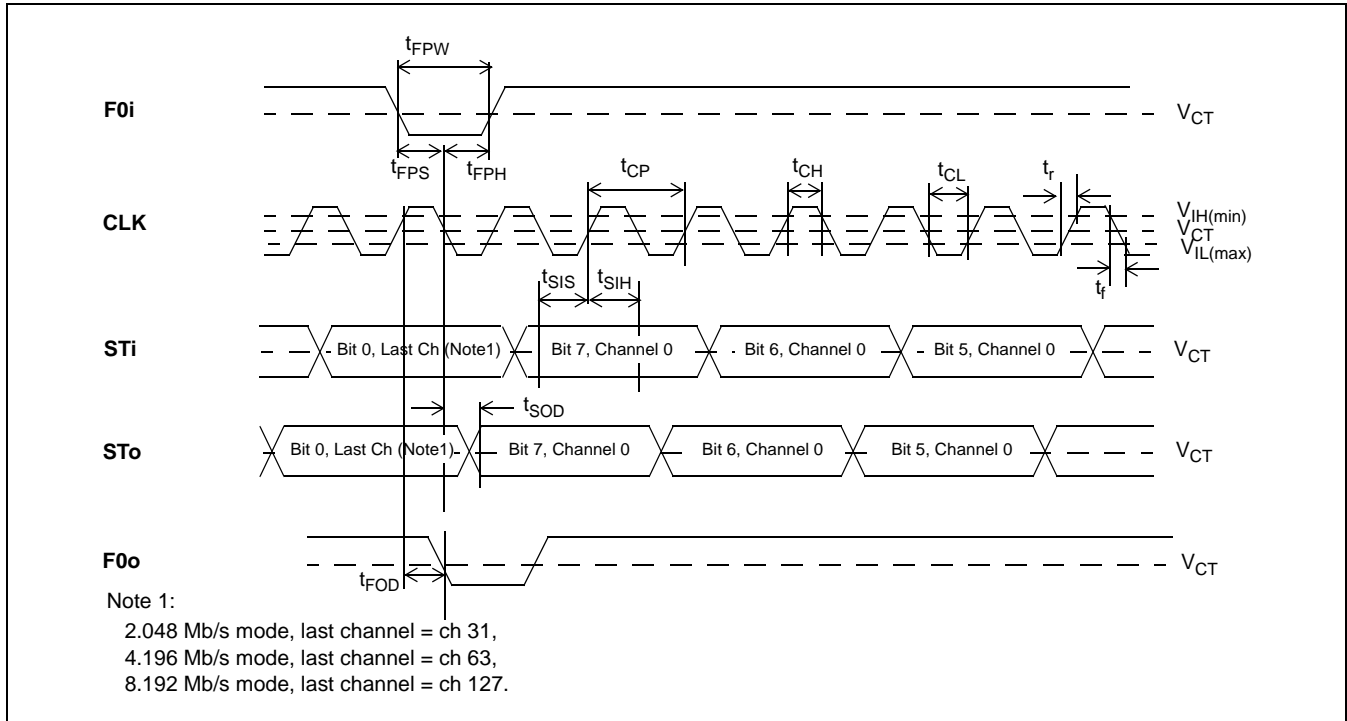 tFPW
F0i
VCT
tFPS
tFPH
tCP
tCH
tCL
tr
CLK
VIH(min)
VCT
VIL(max)
tSIS
tSIH
tf
STi
Bit 0, Last Ch (Note1)
Bit 7, Channel 0
Bit 6, Channel 0
Bit 5, Channel 0
VCT
tSOD
STo
Bit 0, Last Ch (Note1)
Bit 7, Channel 0
Bit 6, Channel 0
Bit 5, Channel 0
VCT
F0o
VCT
tFOD
Note 1:
2.048 Mb/s mode, last channel = ch 31,
4.196 Mb/s mode, last channel = ch 63,
8.192 Mb/s mode, last channel = ch 127.